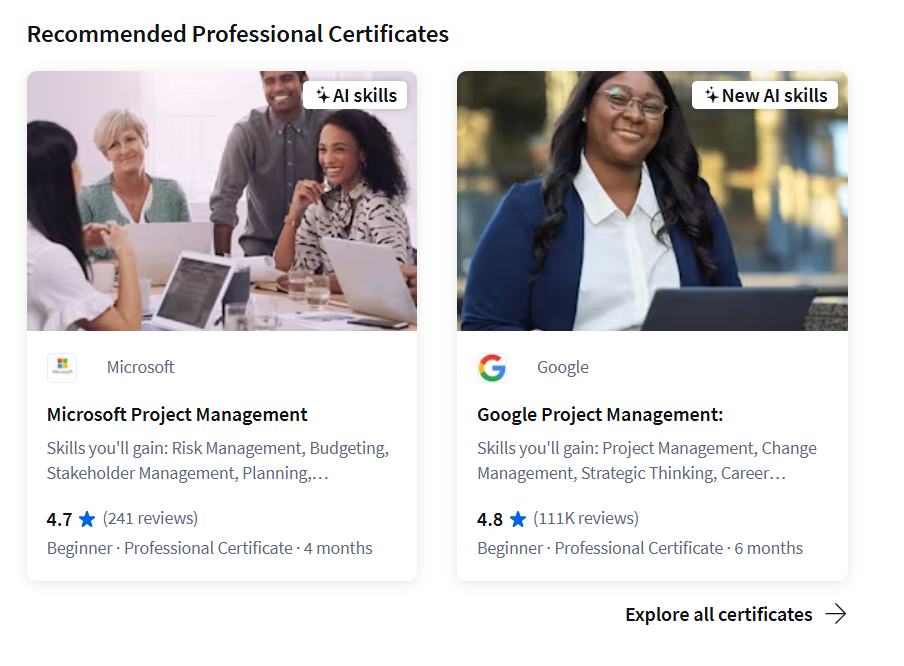 Recommended Professional Certificates
AI skills
New AI skills
Microsoft
Microsoft Project Management
Skills you'll gain: Risk Management, Budgeting,
Stakeholder Management, Planning,…
4.7 ★ (241 reviews)
Beginner · Professional Certificate · 4 months
Google
Google Project Management:
Skills you'll gain: Project Management, Change
Management, Strategic Thinking, Career…
4.8 ★ (111K reviews)
Beginner · Professional Certificate · 6 months
Explore all certificates →